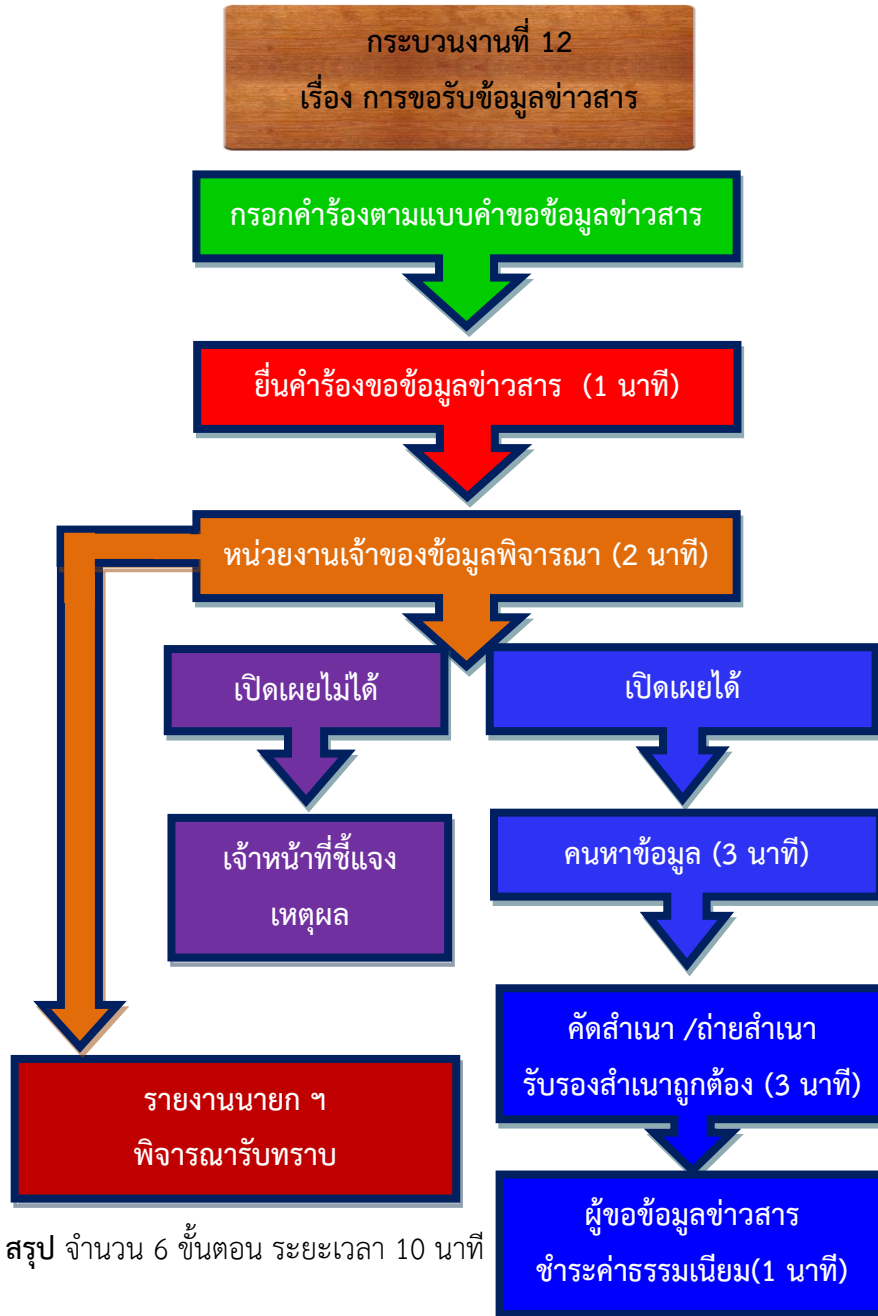 กระบวนงานที่ 12
เรื่อง การขอรับข้อมูลข่าวสาร
กรอกคำร้องตามแบบคำขอข้อมูลข่าวสาร
ยื่นคำร้องขอข้อมูลข่าวสาร (1 นาที)
หน่วยงานเจ้าของข้อมูลพิจารณา (2 นาที)
เปิดเผยไม่ได้
เปิดเผยได้
เจ้าหน้าที่ชี้แจง
เหตุผล
คนหาข้อมูล (3 นาที)
คัดสำเนา /ถ่ายสำเนา
รับรองสำเนาถูกต้อง (3 นาที)
รายงานนายก ฯ
พิจารณารับทราบ
ผู้ขอข้อมูลข่าวสาร
ชำระค่าธรรมเนียม(1 นาที)
สรุป จำนวน 6 ขั้นตอน ระยะเวลา 10 นาที